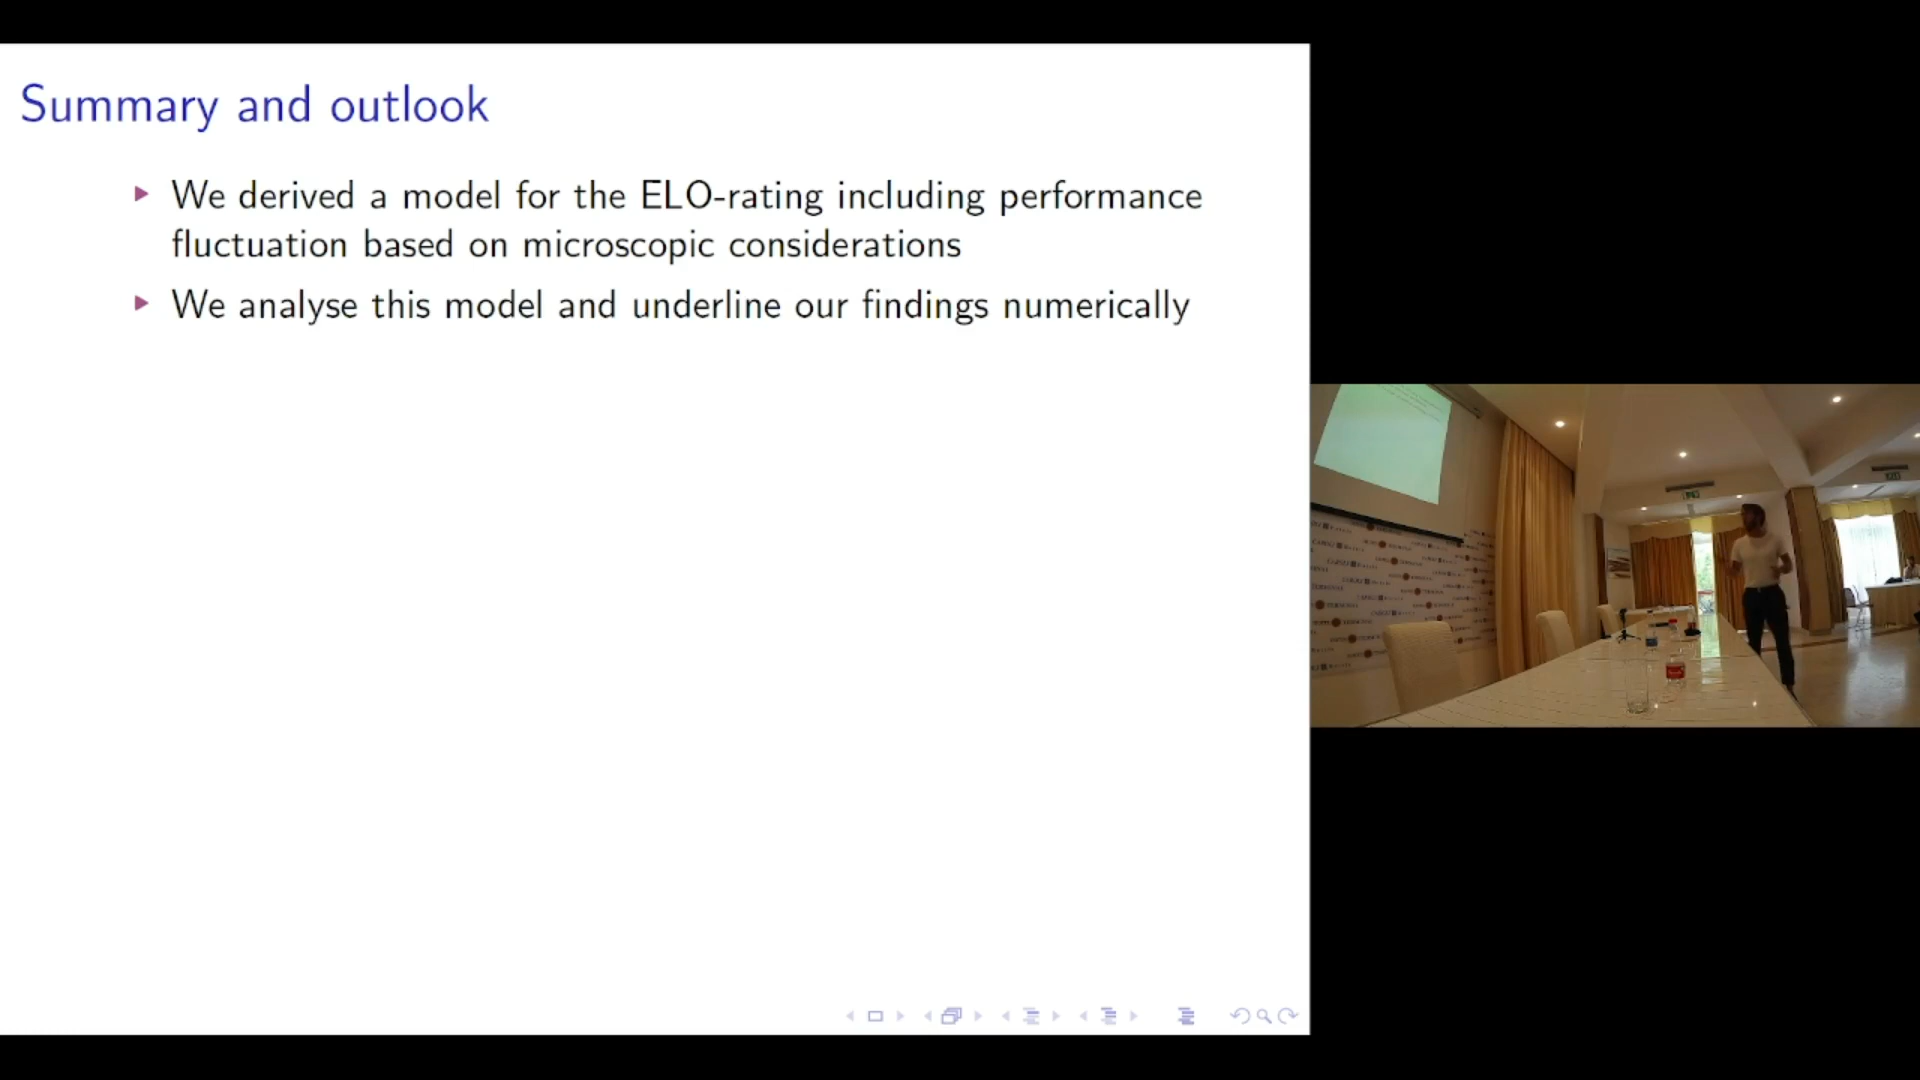 Summary and outlook
▶ We derived a model for the ELO-rating including performance
fluctuation based on microscopic considerations
▶ We analyse this model and underline our findings numerically